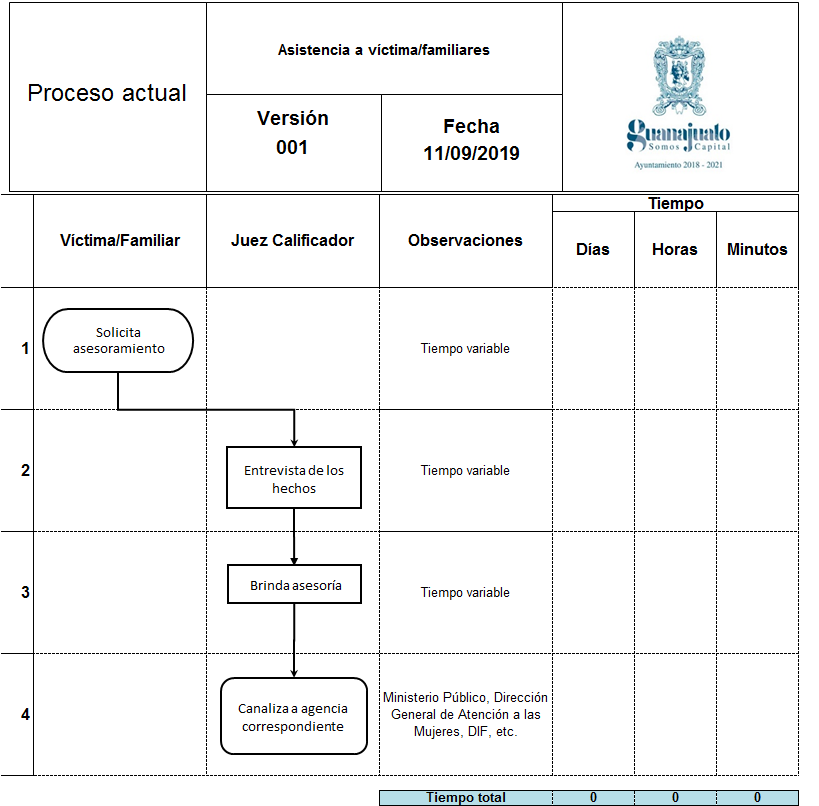 Proceso actual
Asistencia a víctima/familiares
Versión
001
Fecha
11/09/2019
Guanajuato
Somos Capital
Ayuntamiento 2018 - 2021
Víctima/Familiar
Juez Calificador
Observaciones
Tiempo
Días
Horas
Minutos
1
Solicita
asesoramiento
Tiempo variable
2
Entrevista de los
hechos
Tiempo variable
3
Brinda asesoría
Tiempo variable
4
Canaliza a agencia
correspondiente
Ministerio Público, Dirección
General de Atención a las
Mujeres, DIF, etc.
Tiempo total
0
0
0